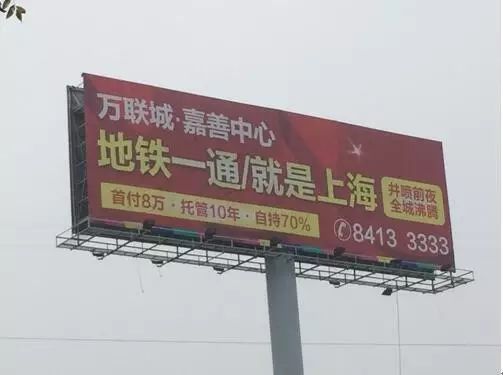 万联城·嘉善中心
地铁一通/就是上海
井喷前夜
全城沸腾
首付8万·托管10年·自持70%
8413 3333